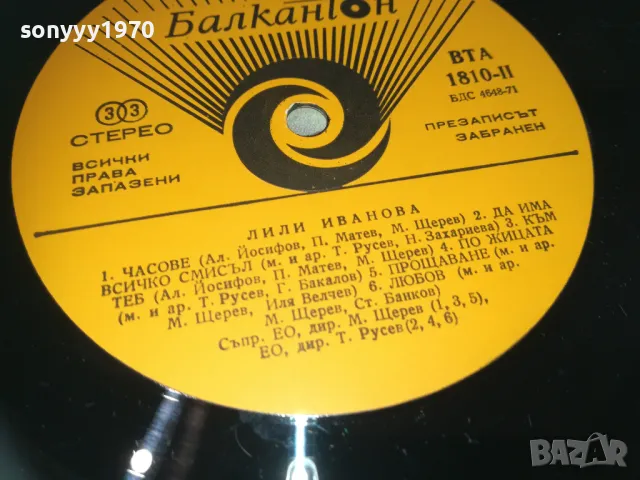 sonyyy1970
Балкантон
ВТА
1810-II
БДС 4648-71
33
СТЕРЕО
ВСИЧКИ
ПРАВА
ЗАПАЗЕНИ
ПРЕЗАПИСЪТ
ЗАБРАНЕН
ЛИЛИ ИВАНОВА
1. ЧАСОВЕ (Ал. Йосифов, П. Матев, М. Щерев) 2. ДА ИМА
ВСИЧКО СМИСЪЛ (м. и ар. Т. Русев, Н. Захариева) 3. КЪМ
ТЕБ (Ал. Йосифов, П. Матев, М. Щерев) 4. ПО ЖИЦАТА
(м. и ар. Т. Русев, Г. Бакалов) 5. ПРОЩАВАНЕ (м. и ар.
М. Щерев, Иля Велчев) 6. ЛЮБОВ (м. и ар.
М. Щерев, Ст. Банков)
Съпр. ЕО, дир. М. Щерев (1, 3, 5),
ЕО, дир. Т. Русев (2, 4, 6)
BAZAR
bg